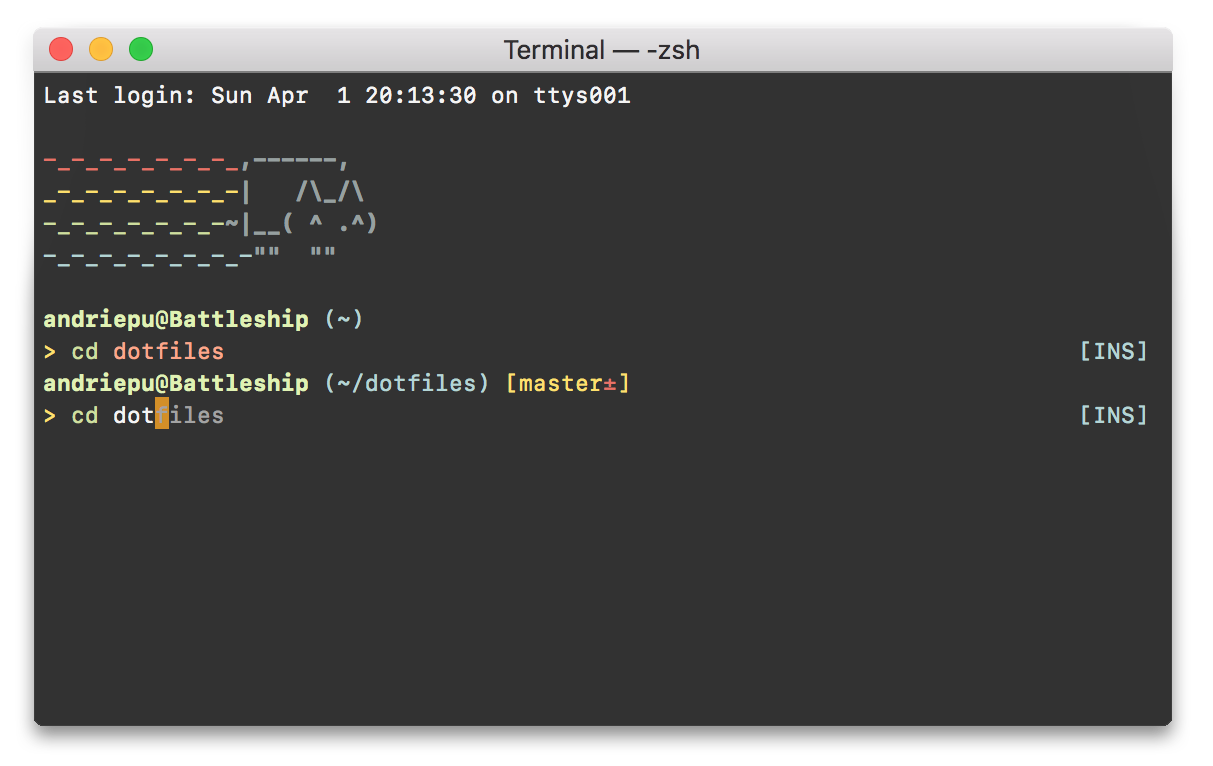 Terminal — -zsh
Last login: Sun Apr  1 20:13:30 on ttys001
-_-_-_-_-_-_-_,------,
_-_-_-_-_-_-_-|   /\_/\
-_-_-_-_-_-_-~|__( ^ .^)
-_-_-_-_-_-_-_-""  ""
andriepu@Battleship (~)
> cd dotfiles [INS]
andriepu@Battleship (~/dotfiles) [master±]
> cd dotfiles [INS]